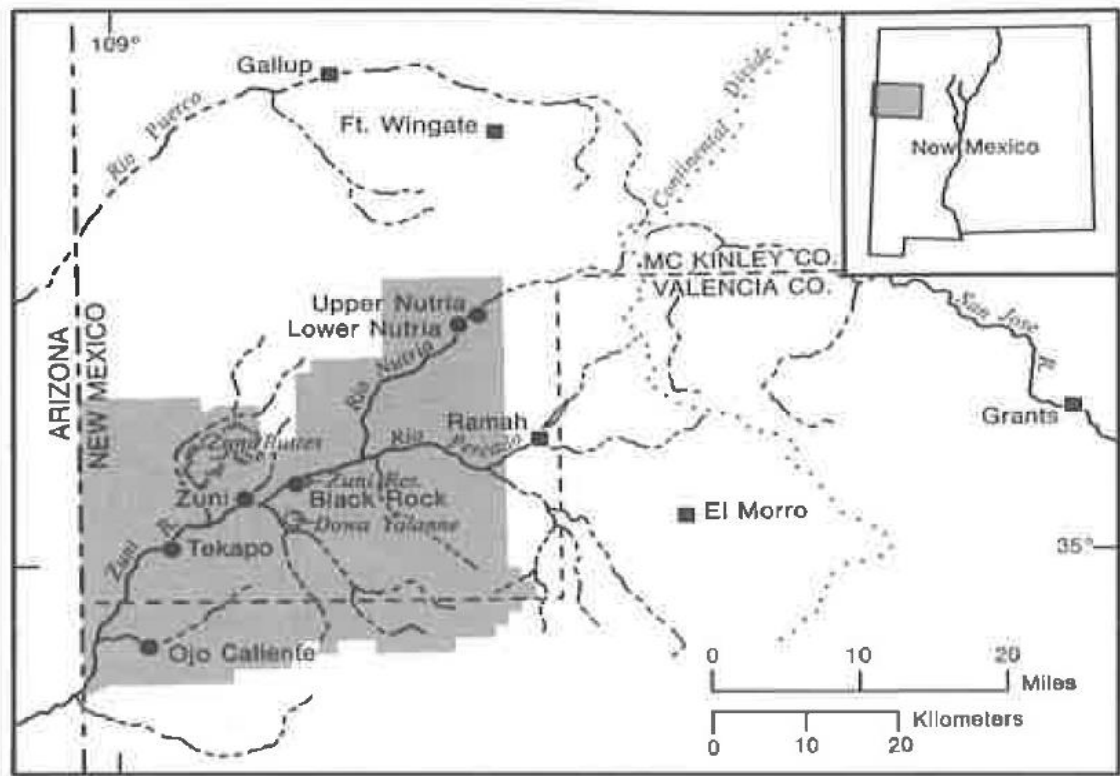 109°
Gallup
Rio Puerco
Ft. Wingate
Continental Divide
New Mexico
MC KINLEY CO.
VALENCIA CO.
Upper Nutria
Lower Nutria
Rio Nutria
San Jose R.
ARIZONA
NEW MEXICO
Grants
Ramah
Rio Pescado
Zuni Buttes
Zuni Res.
Zuni
Black Rock
Dowa Yalanne
El Morro
35°
Zuni R.
Tekapo
Ojo Caliente
0 10 20
Miles
Kilometers
0 10 20